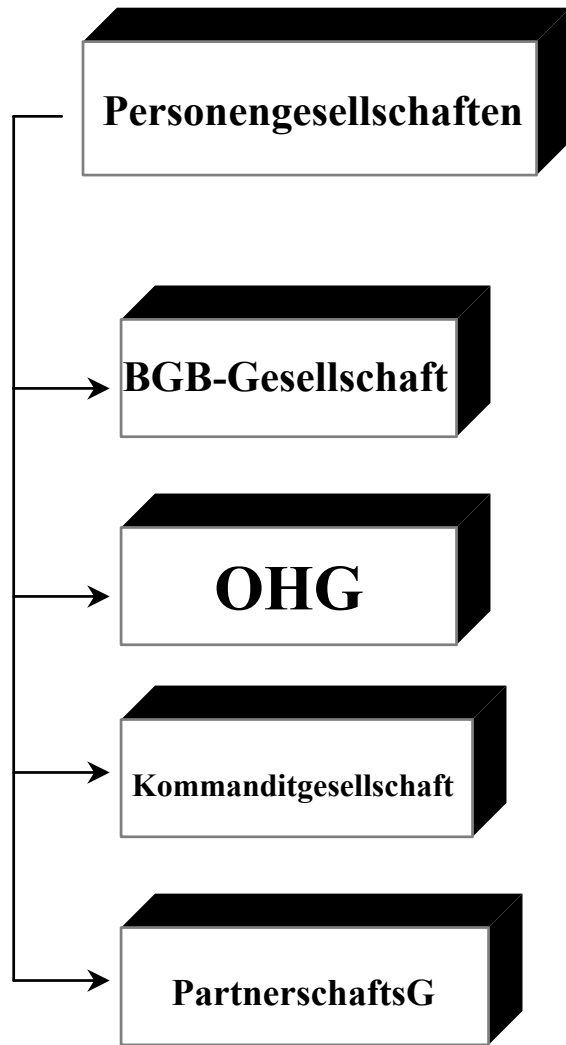 Personengesellschaften
BGB-Gesellschaft
OHG
Kommanditgesellschaft
PartnerschaftsG